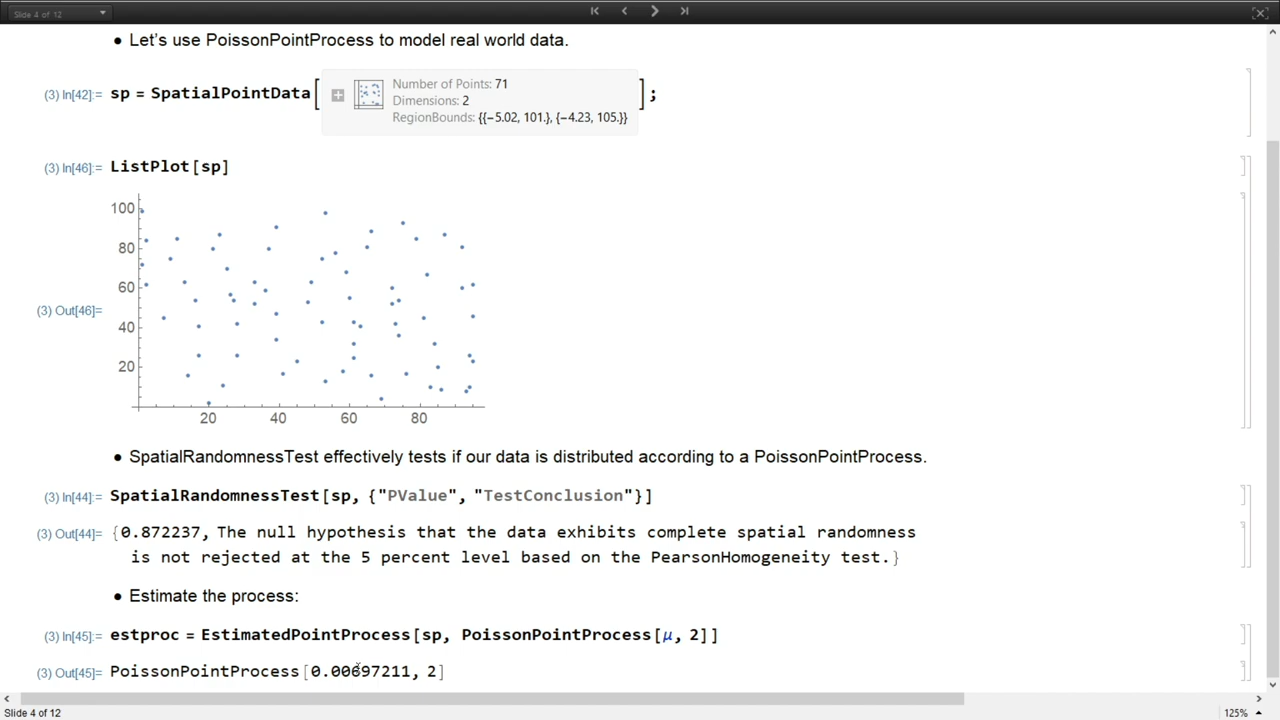 Slide 4 of 12
• Let's use PoissonPointProcess to model real world data.
(3) In[42]:= sp = SpatialPointData[
Number of Points: 71
Dimensions: 2
RegionBounds: {{-5.02, 101.}, {-4.23, 105.}}
];
(3) In[46]:= ListPlot[sp]
100
80
60
(3) Out[46]=
40
20
20 40 60 80
• SpatialRandomnessTest effectively tests if our data is distributed according to a PoissonPointProcess.
(3) In[44]:= SpatialRandomnessTest[sp, {"PValue", "TestConclusion"}]
(3) Out[44]= {0.872237, The null hypothesis that the data exhibits complete spatial randomness
is not rejected at the 5 percent level based on the PearsonHomogeneity test.}
• Estimate the process:
(3) In[45]:= estproc = EstimatedPointProcess[sp, PoissonPointProcess[μ, 2]]
(3) Out[45]= PoissonPointProcess[0.00697211, 2]
Slide 4 of 12
125%